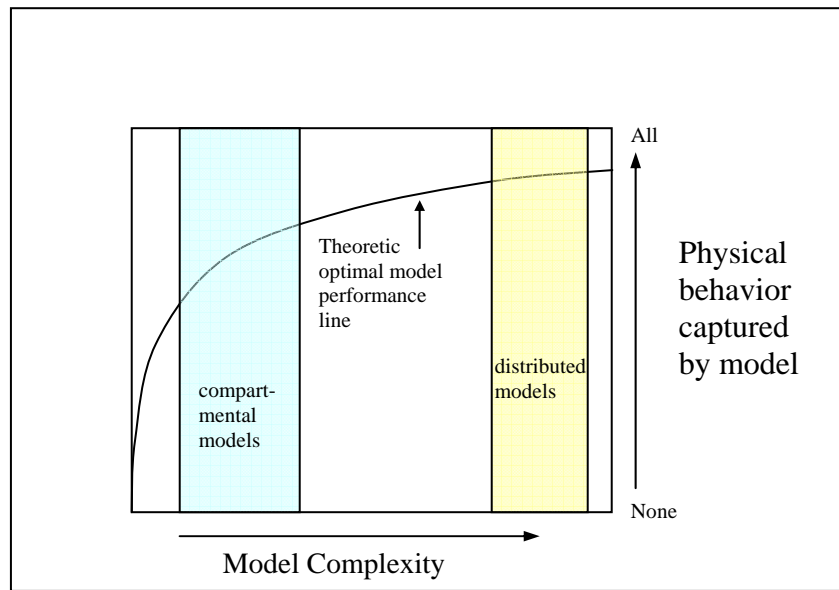 All
Theoretic
optimal model
performance
line
Physical
behavior
captured
by model
compart-
mental
models
distributed
models
None
Model Complexity